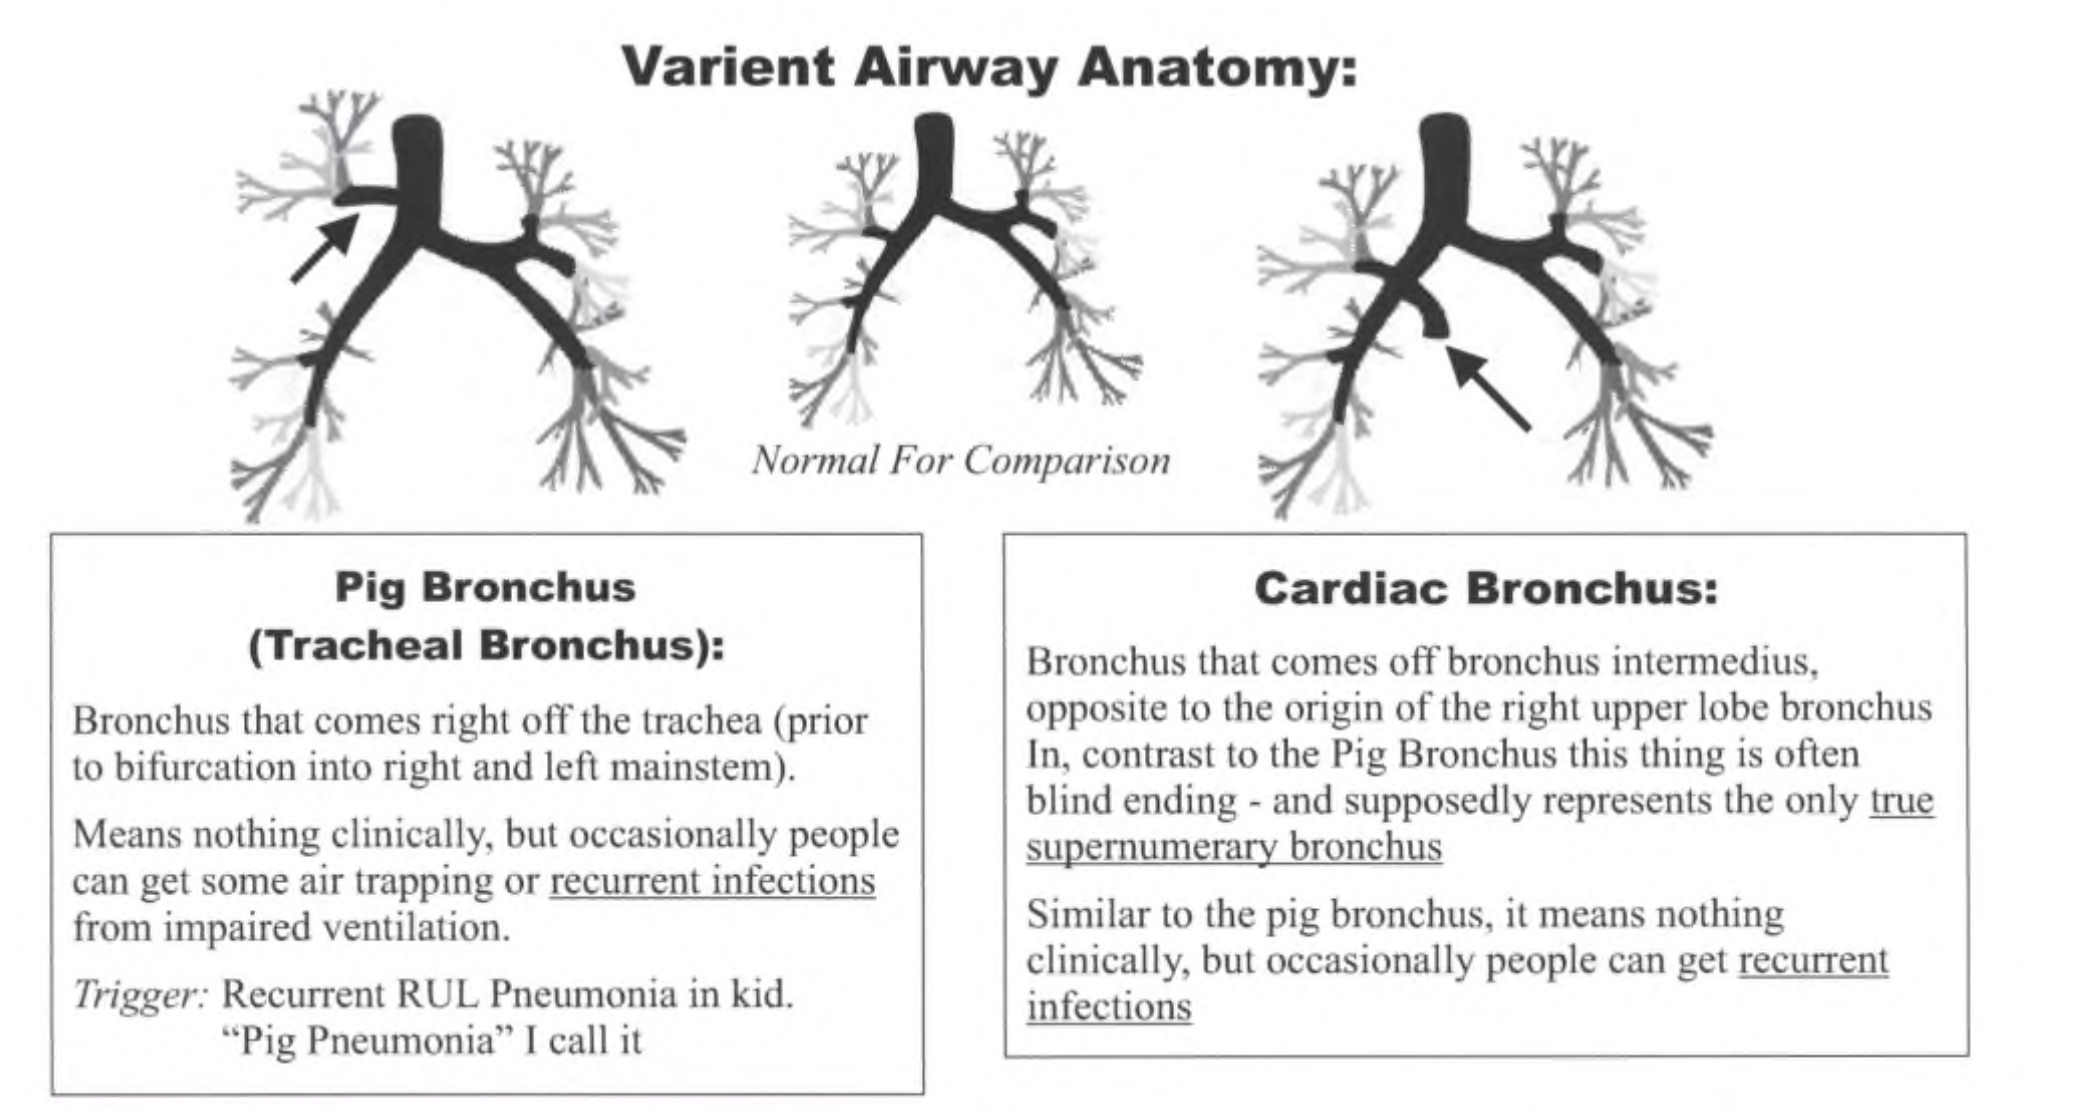 Varient Airway Anatomy:
Normal For Comparison
Pig Bronchus
(Tracheal Bronchus):
Bronchus that comes right off the trachea (prior
to bifurcation into right and left mainstem).
Means nothing clinically, but occasionally people
can get some air trapping or recurrent infections
from impaired ventilation.
Trigger: Recurrent RUL Pneumonia in kid.
“Pig Pneumonia” I call it
Cardiac Bronchus:
Bronchus that comes off bronchus intermedius,
opposite to the origin of the right upper lobe bronchus
In, contrast to the Pig Bronchus this thing is often
blind ending - and supposedly represents the only true
supernumerary bronchus
Similar to the pig bronchus, it means nothing
clinically, but occasionally people can get recurrent
infections